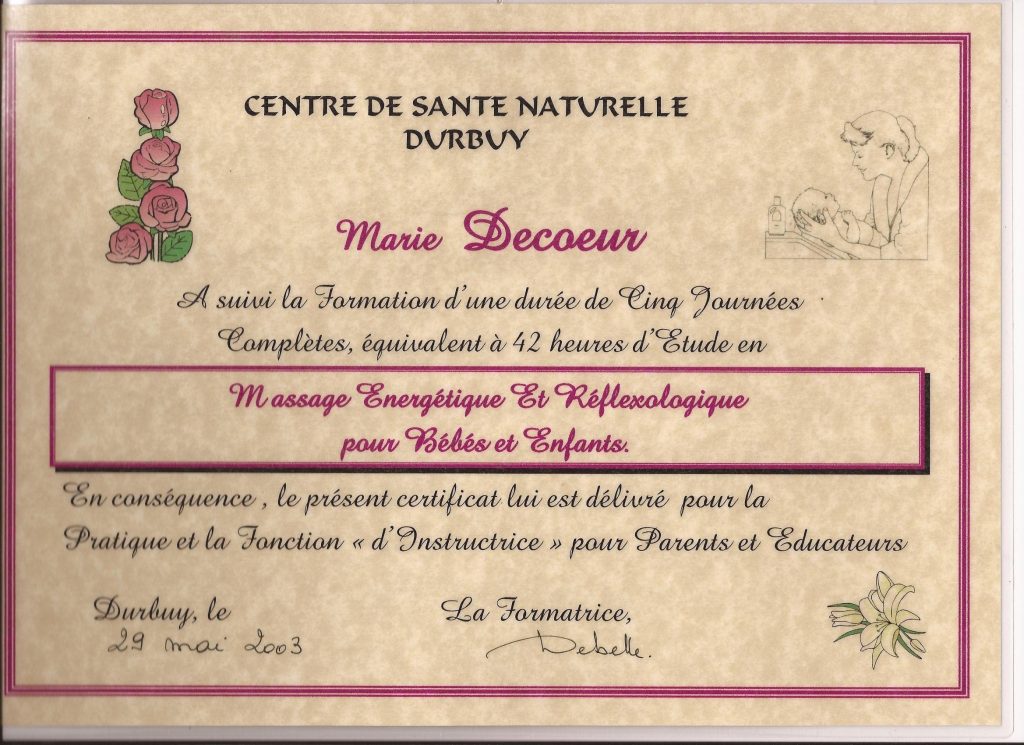 CENTRE DE SANTE NATURELLE
DURBUY
Marie Decoeur
A suivi la Formation d'une durée de Cinq Journées
Complètes, équivalent à 42 heures d'Etude en
Massage Energétique Et Réflexologique
pour Bébés et Enfants.
En conséquence, le présent certificat lui est délivré pour la
Pratique et la Fonction « d'Instructrice » pour Parents et Educateurs
Durbuy, le
29 mai 2003
La Formatrice,
Debelle.